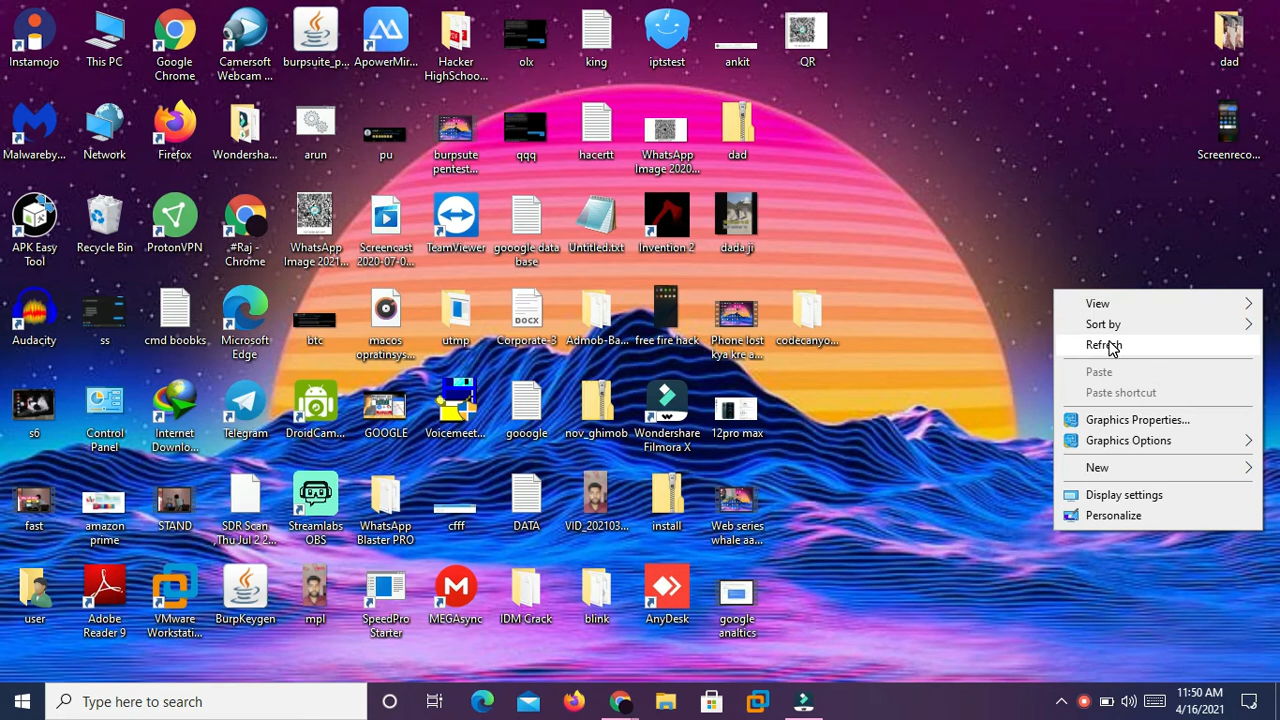 Instamojo
This PC
Google
Chrome
Camersoft
Webcam ...
burpsuite_p...
ApowerMir...
Hacker
HighSchoo...
olx
king
iptstest
ankit
QR
dad
Malwareby...
Network
Firefox
Wondersha...
arun
pu
burpsute
pentest...
qqq
hacertt
WhatsApp
Image 2020...
dad
Screenreco...
APK Easy
Tool
Recycle Bin
ProtonVPN
.#Raj -
Chrome
WhatsApp
Image 2021...
Screencast
2020-07-0...
TeamViewer
gooogle data
base
Untitled.txt
Invention 2
dada ji
Audacity
ss
cmd boobks
Microsoft
Edge
btc
macos
opratinsys...
utmp
Corporate-3
Admob-Ba...
free fire hack
Phone lost
kya kre a...
codecanyo...
View
Sort by
Refresh
Paste
Paste shortcut
Graphics Properties...
Graphics Options
New
Display settings
Personalize
s6
Control
Panel
Internet
Downlo...
Telegram
DroidCam...
GOOGLE
Voicemeet...
gooogle
nov_ghimob
Wondershare
Filmora X
12pro max
fast
amazon
prime
STAND
SDR Scan
,Thu Jul 2 2...
Streamlabs
OBS
WhatsApp
Blaster PRO
cfff
DATA
VID_202103...
install
Web series
whale aa...
user
Adobe
Reader 9
VMware
Workstati...
BurpKeygen
mpl
SpeedPro
Starter
MEGAsync
IDM Crack
blink
AnyDesk
google
analtics
Type here to search
11:50 AM
4/16/2021